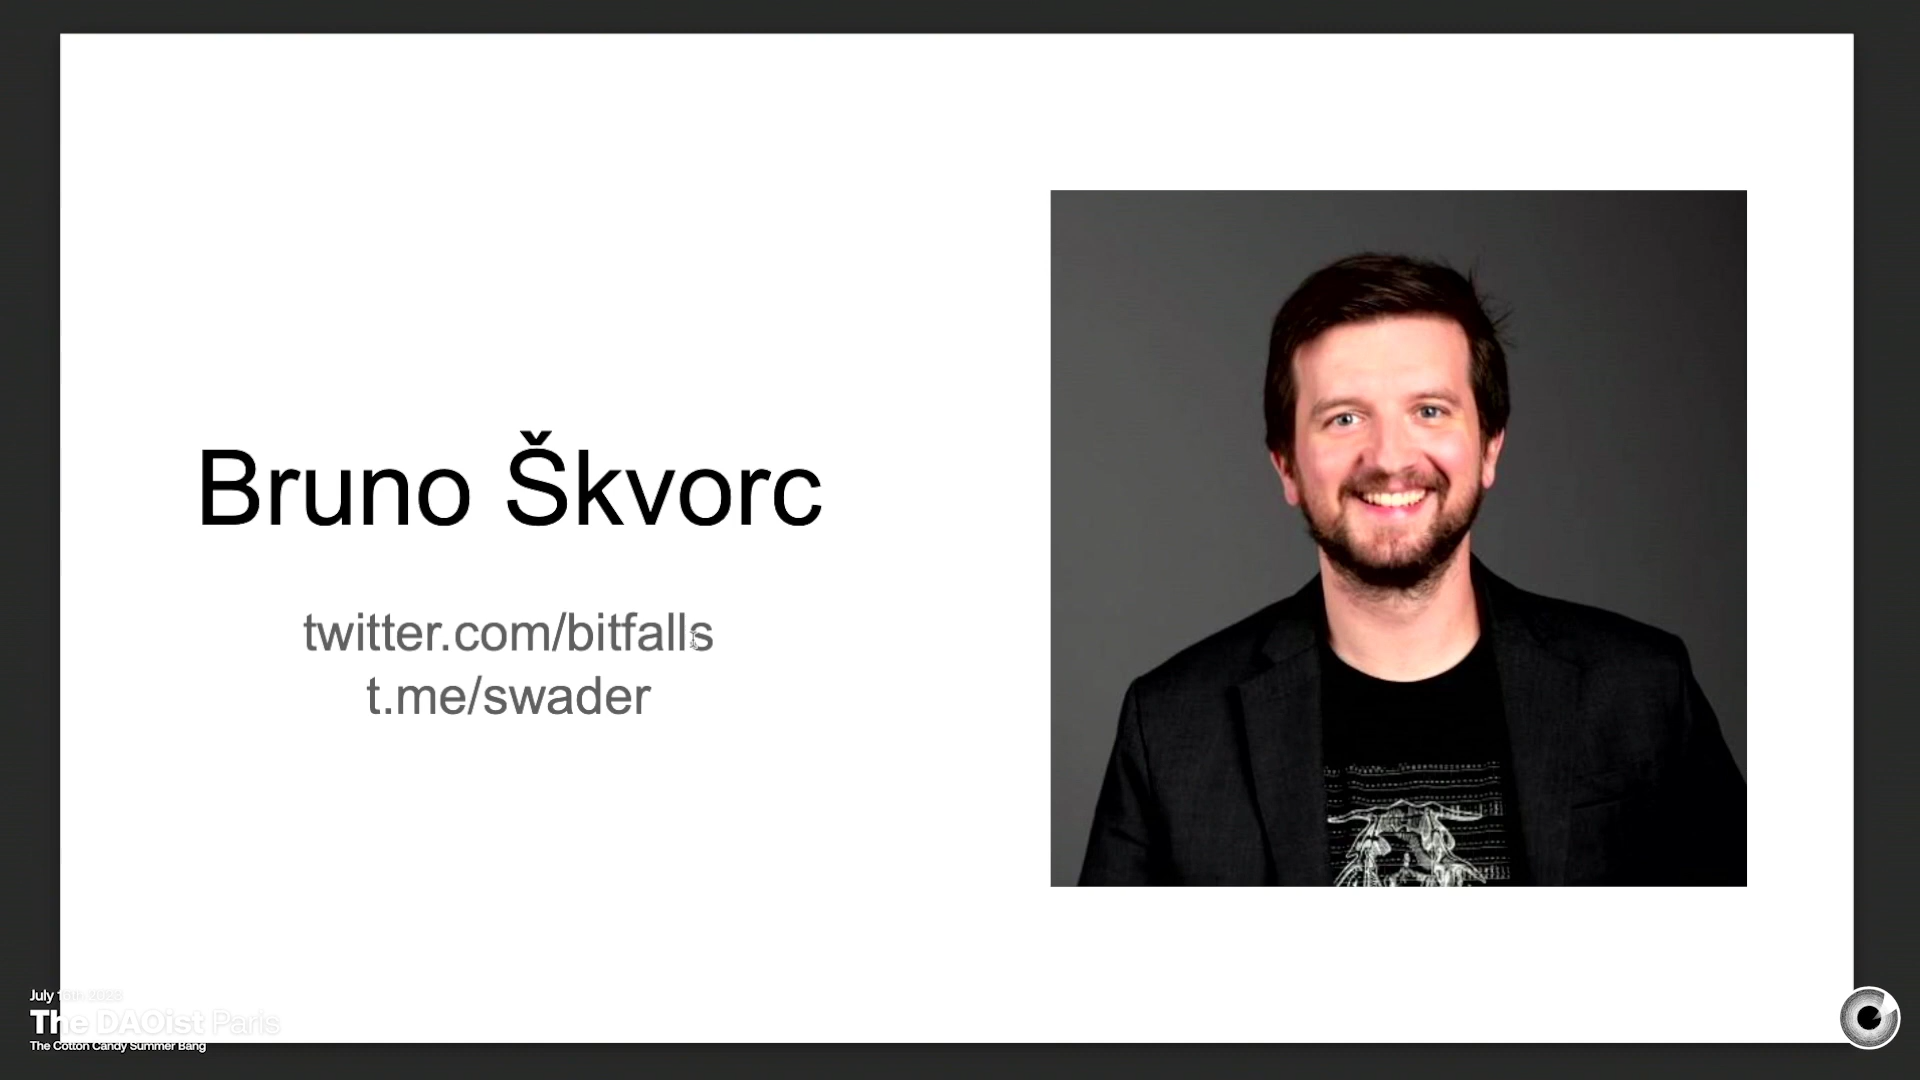 Bruno Škvorc
twitter.com/bitfalls
t.me/swader
July
The DAOist Paris
The Cotton Candy Summer Bang